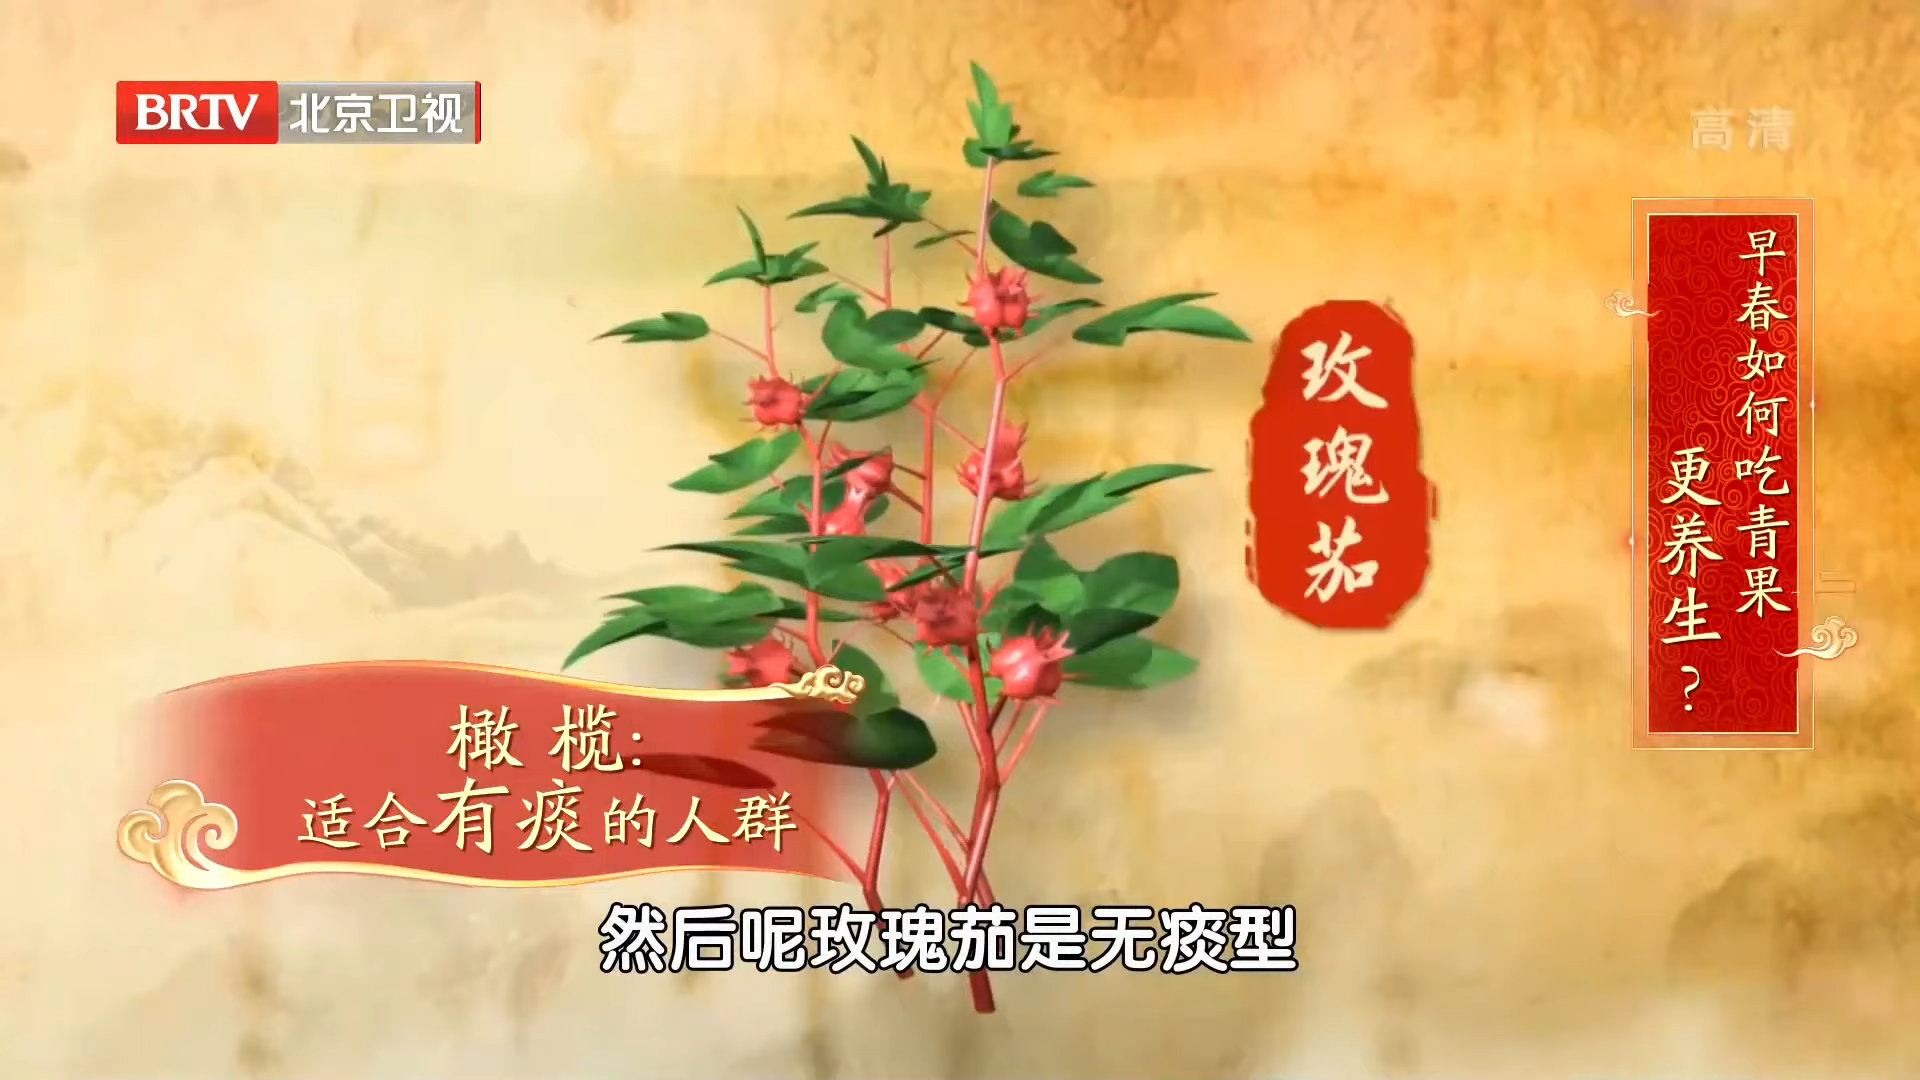 BRTV 北京卫视
高清
早春如何吃青果
更养生?
玫瑰茄
橄榄:
适合有痰的人群
然后呢玫瑰茄是无痰型